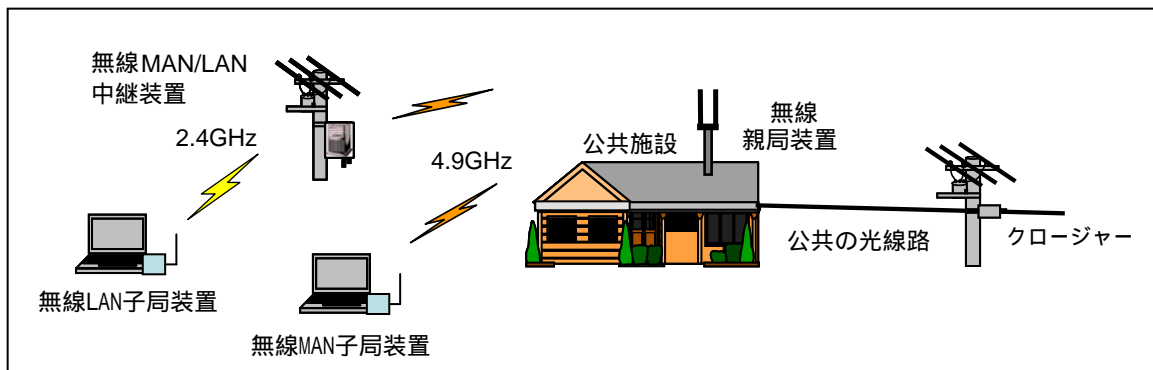 無線MAN/LAN
中継装置
2.4GHz
4.9GHz
公共施設
無線
親局装置
公共の光線路
クロージャー
無線LAN子局装置
無線MAN子局装置